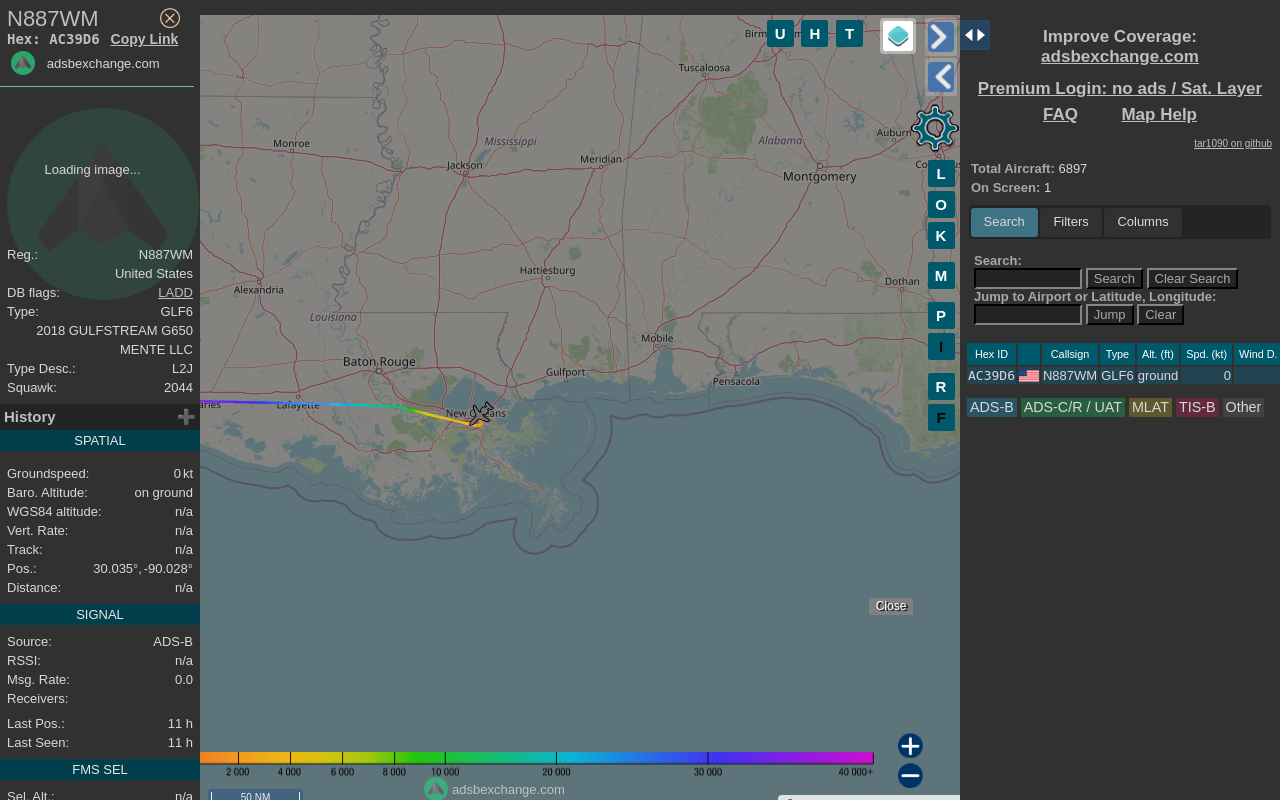 N887WM
Hex: AC39D6 Copy Link
adsbexchange.com
Loading image...
Reg.: N887WM
United States
DB flags: LADD
Type: GLF6
2018 GULFSTREAM G650
MENTE LLC
Type Desc.: L2J
Squawk: 2044
History
SPATIAL
Groundspeed: 0 kt
Baro. Altitude: on ground
WGS84 altitude: n/a
Vert. Rate: n/a
Track: n/a
Pos.: 30.035°, -90.028°
Distance: n/a
SIGNAL
Source: ADS-B
RSSI: n/a
Msg. Rate: 0.0
Receivers:
Last Pos.: 11 h
Last Seen: 11 h
FMS SEL
Sel. Alt.: n/a
U H T
Tuscaloosa
Monroe
Mississippi
Jackson
Meridian
Alabama
Auburn
Montgomery
Hattiesburg
Alexandria
Dothan
Louisiana
Mobile
Baton Rouge
Gulfport
Pensacola
Lafayette
L
O
K
M
P
I
R
F
Close
2 000 4 000 6 000 8 000 10 000 20 000 30 000 40 000+
adsbexchange.com
50 NM
Improve Coverage:
adsbexchange.com
Premium Login: no ads / Sat. Layer
FAQ Map Help
tar1090 on github
Total Aircraft: 6897
On Screen: 1
Search Filters Columns
Search:
Search Clear Search
Jump to Airport or Latitude, Longitude:
Jump Clear
Hex ID Callsign Type Alt. (ft) Spd. (kt) Wind D.
AC39D6 N887WM GLF6 ground 0
ADS-B ADS-C/R / UAT MLAT TIS-B Other